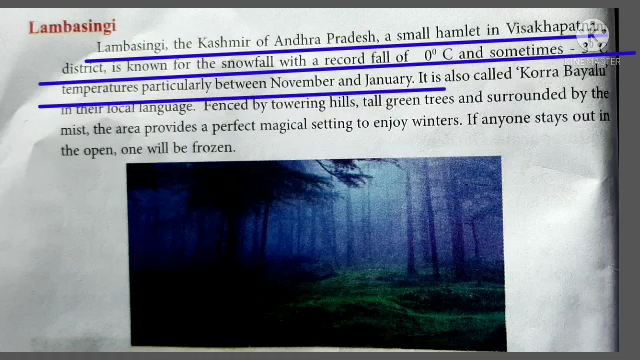 Lambasingi
Lambasingi, the Kashmir of Andhra Pradesh, a small hamlet in Visakhapatnam
district, is known for the snowfall with a record fall of 0° C and sometimes -
temperatures particularly between November and January. It is also called 'Korra Bayalu'
in their local language. Fenced by towering hills, tall green trees and surrounded by the
mist, the area provides a perfect magical setting to enjoy winters. If anyone stays out in
the open, one will be frozen.